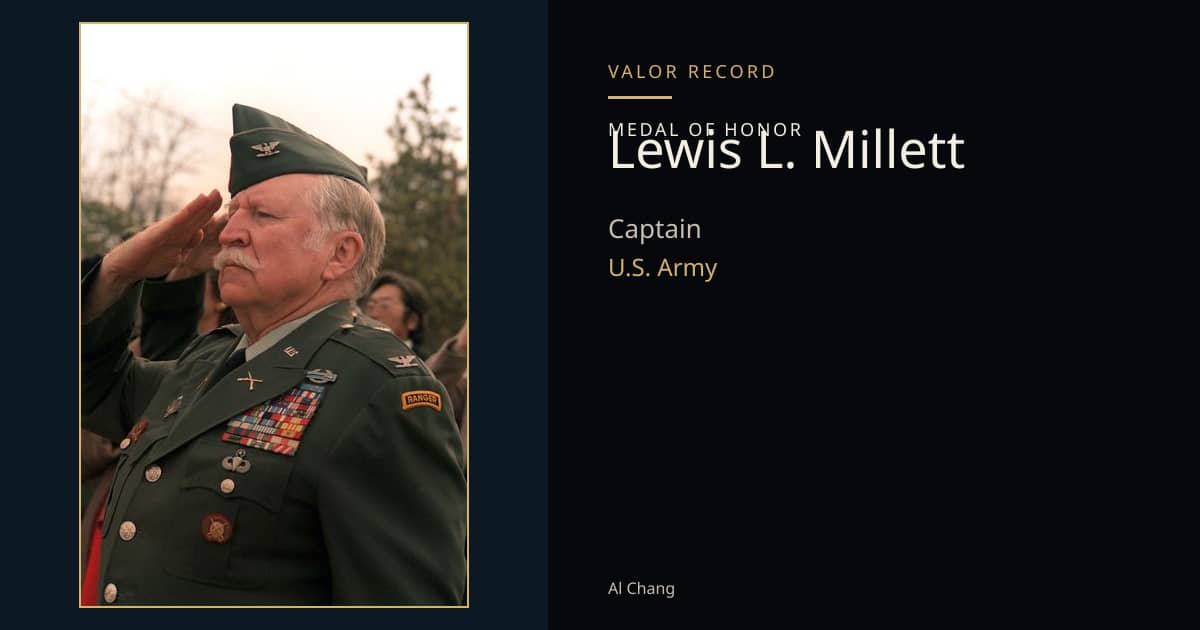 VALOR RECORD
MEDAL OF HONOR
Lewis L. Millett
Captain
U.S. Army
RANGER
Al Chang